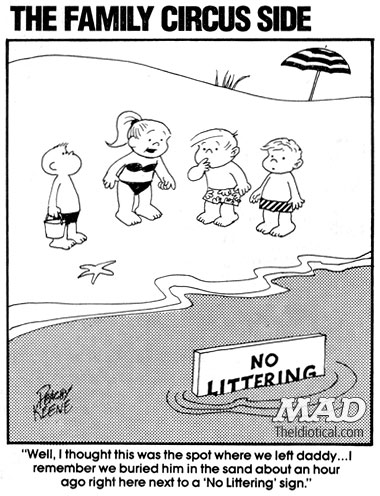 THE FAMILY CIRCUS SIDE
NO
LITTERING
PEACHY
KEENE
MAD
TheIdiotical.com
"Well, I thought this was the spot where we left daddy...I
remember we buried him in the sand about an hour
ago right here next to a 'No Littering' sign."